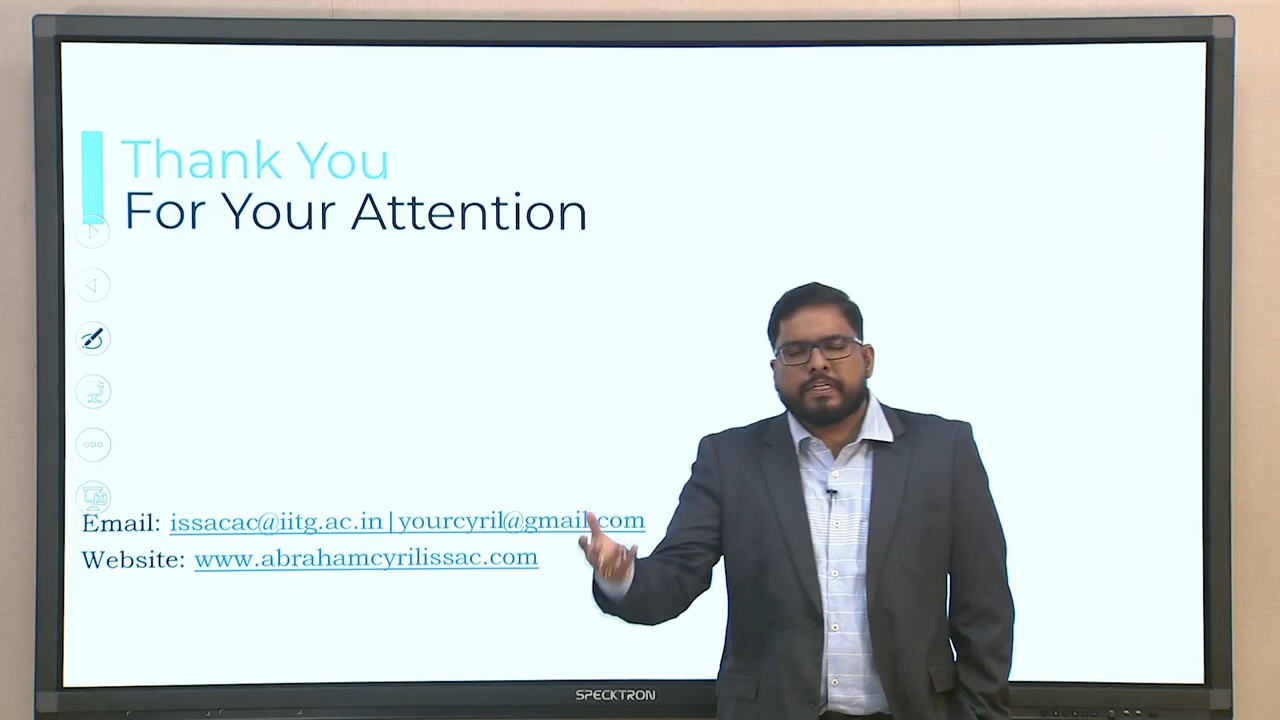 Thank You
For Your Attention
Email: issacac@iitg.ac.in|yourcyril@gmail.com
Website: www.abrahamcyrilissac.com
SPECKTRON